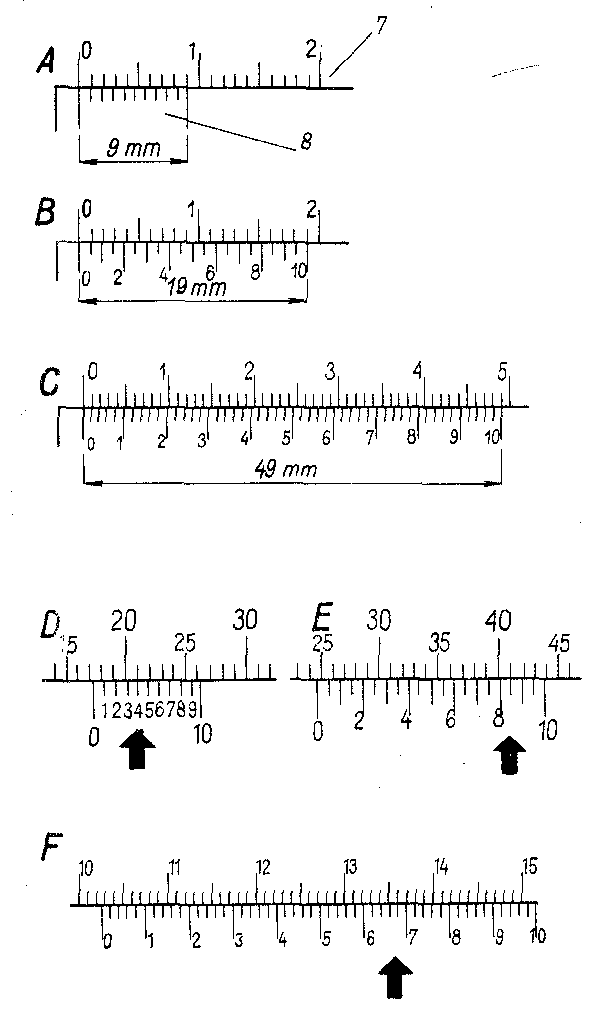 7
A 0 1 2
8
9 mm
B 0 1 2
0 2 4 6 8 10
19 mm
C 0 1 2 3 4 5
0 1 2 3 4 5 6 7 8 9 10
49 mm
D 15 20 25 30
0 1 2 3 4 5 6 7 8 9 10
E 25 30 35 40 45
0 2 4 6 8 10
F 10 11 12 13 14 15
0 1 2 3 4 5 6 7 8 9 10